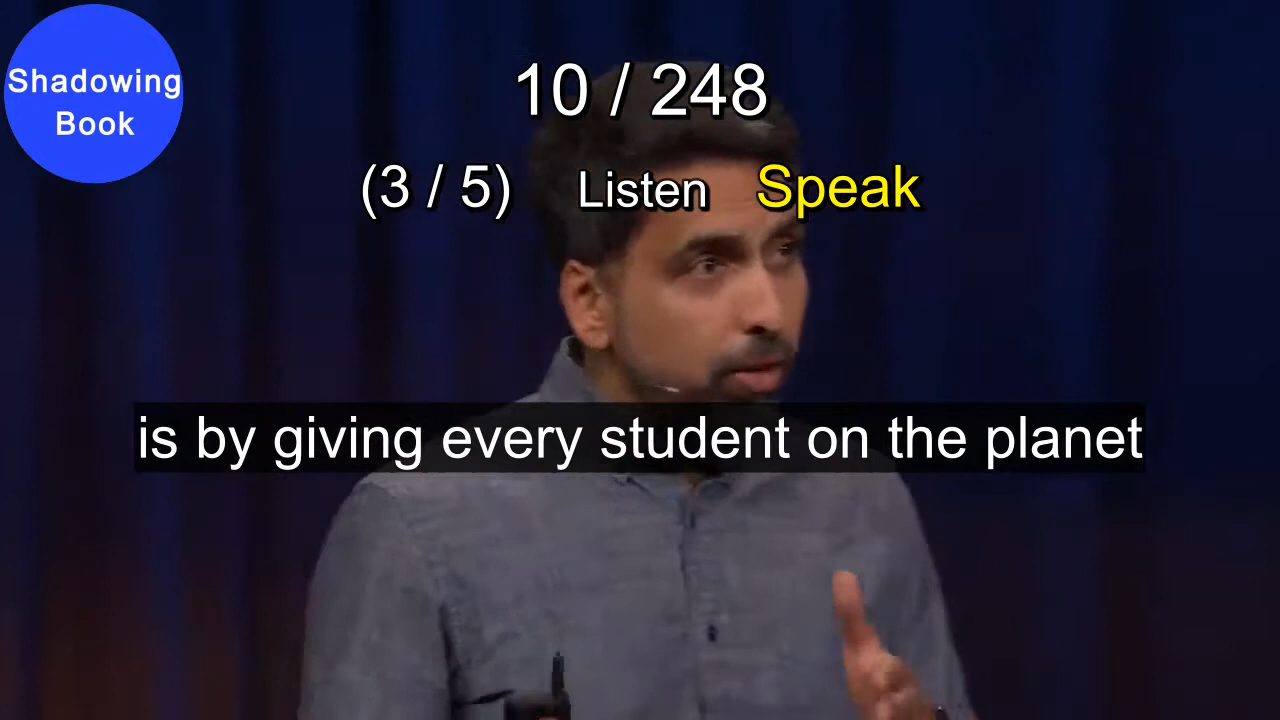 Shadowing
Book
10 / 248
(3 / 5) Listen Speak
is by giving every student on the planet